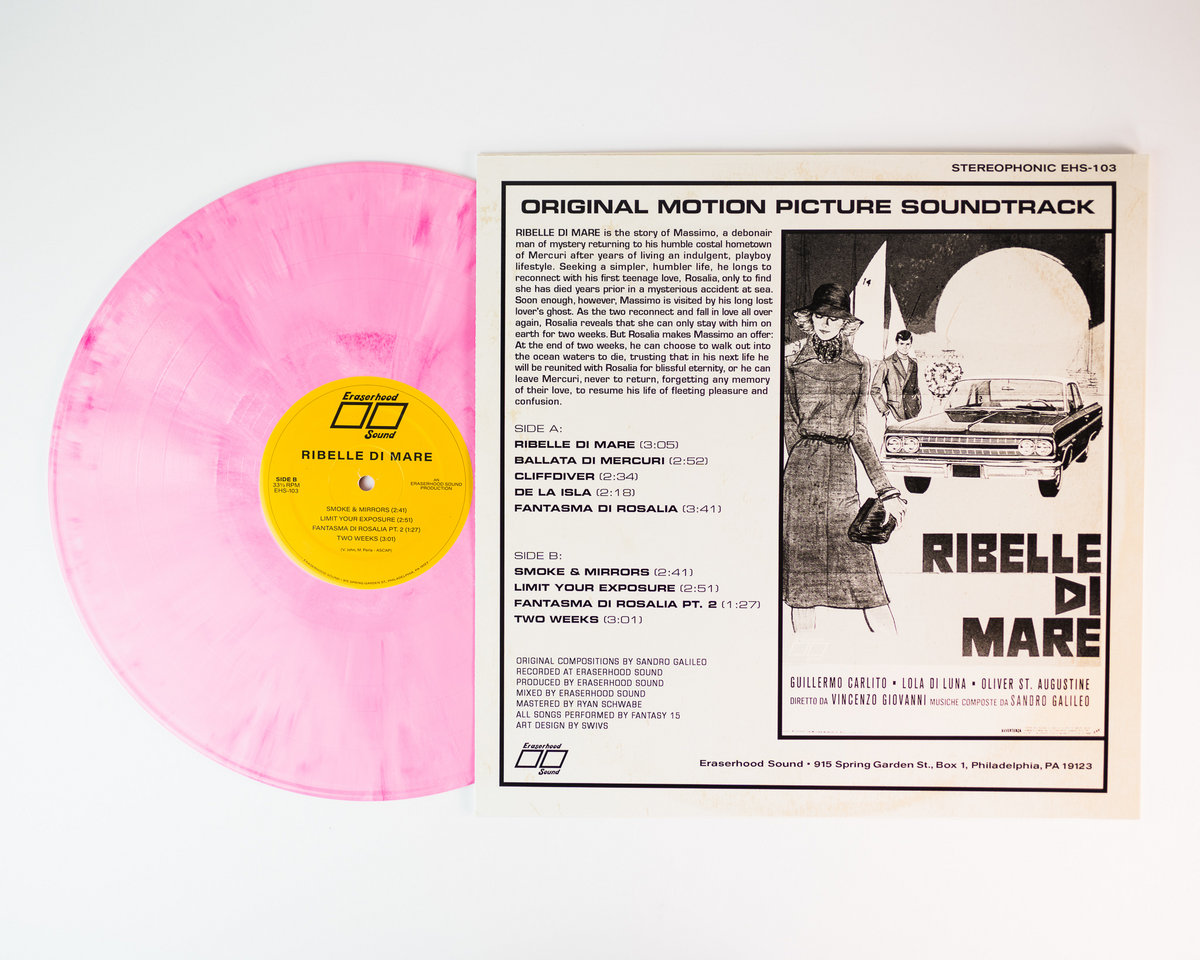 Eraserhood
Sound
RIBELLE DI MARE
SIDE B
33⅓ RPM
EHS-103
AN
ERASERHOOD SOUND
PRODUCTION
SMOKE & MIRRORS (2:41)
LIMIT YOUR EXPOSURE (2:51)
FANTASMA DI ROSALIA PT. 2 (1:27)
TWO WEEKS (3:01)
STEREOPHONIC EHS-103
ORIGINAL MOTION PICTURE SOUNDTRACK
RIBELLE DI MARE is the story of Massimo, a debonair
man of mystery returning to his humble costal hometown
of Mercuri after years of living an indulgent, playboy
lifestyle. Seeking a simpler, humbler life, he longs to
reconnect with his first teenage love, Rosalia, only to find
she has died years prior in a mysterious accident at sea.
Soon enough, however, Massimo is visited by his long lost
lover's ghost. As the two reconnect and fall in love all over
again, Rosalia reveals that she can only stay with him on
earth for two weeks. But Rosalia makes Massimo an offer:
At the end of two weeks, he can choose to walk out into
the ocean waters to die, trusting that in his next life he
will be reunited with Rosalia for blissful eternity, or he can
leave Mercuri, never to return, forgetting any memory
of their love, to resume his life of fleeting pleasure and
confusion.
SIDE A:
RIBELLE DI MARE (3:05)
BALLATA DI MERCURI (2:52)
CLIFFDIVER (2:34)
DE LA ISLA (2:18)
FANTASMA DI ROSALIA (3:41)
SIDE B:
SMOKE & MIRRORS (2:41)
LIMIT YOUR EXPOSURE (2:51)
FANTASMA DI ROSALIA PT. 2 (1:27)
TWO WEEKS (3:01)
ORIGINAL COMPOSITIONS BY SANDRO GALILEO
RECORDED AT ERASERHOOD SOUND
PRODUCED BY ERASERHOOD SOUND
MIXED BY ERASERHOOD SOUND
MASTERED BY RYAN SCHWABE
ALL SONGS PERFORMED BY FANTASY 15
ART DESIGN BY SWIVS
Eraserhood
Sound
14
RIBELLE
DI
MARE
GUILLERMO CARLITO • LOLA DI LUNA • OLIVER ST. AUGUSTINE
DIRETTO DA VINCENZO GIOVANNI MUSICHE COMPOSTE DA SANDRO GALILEO
Eraserhood Sound • 915 Spring Garden St., Box 1, Philadelphia, PA 19123